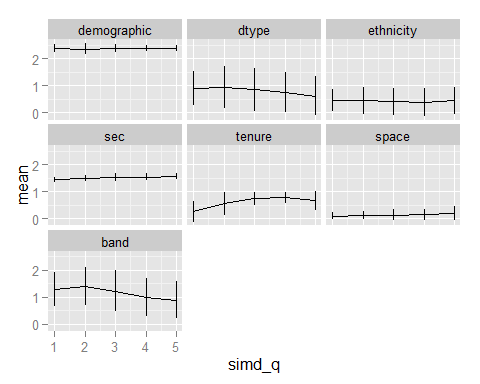 demographic dtype ethnicity
2
1
0
sec tenure space
2
1
0
mean
band
2
1
0
1 2 3 4 5
simd_q